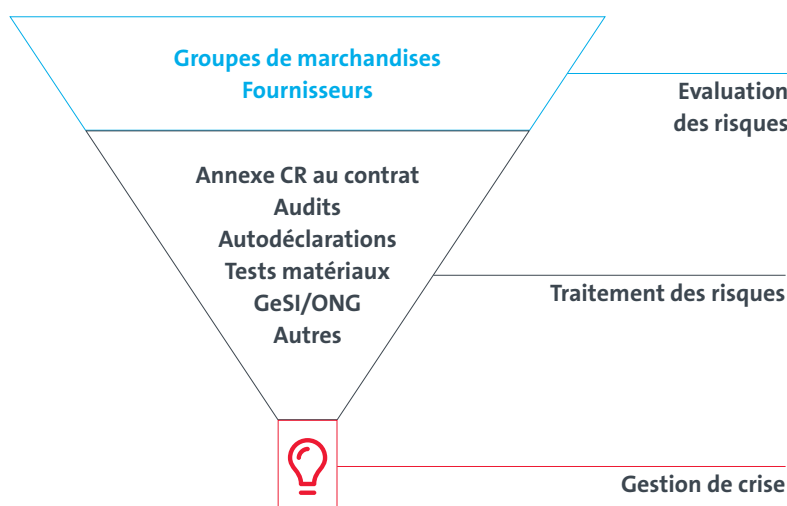 Groupes de marchandises
Fournisseurs
Evaluation
des risques
Annexe CR au contrat
Audits
Autodéclarations
Tests matériaux
GeSI/ONG
Autres
Traitement des risques
Gestion de crise